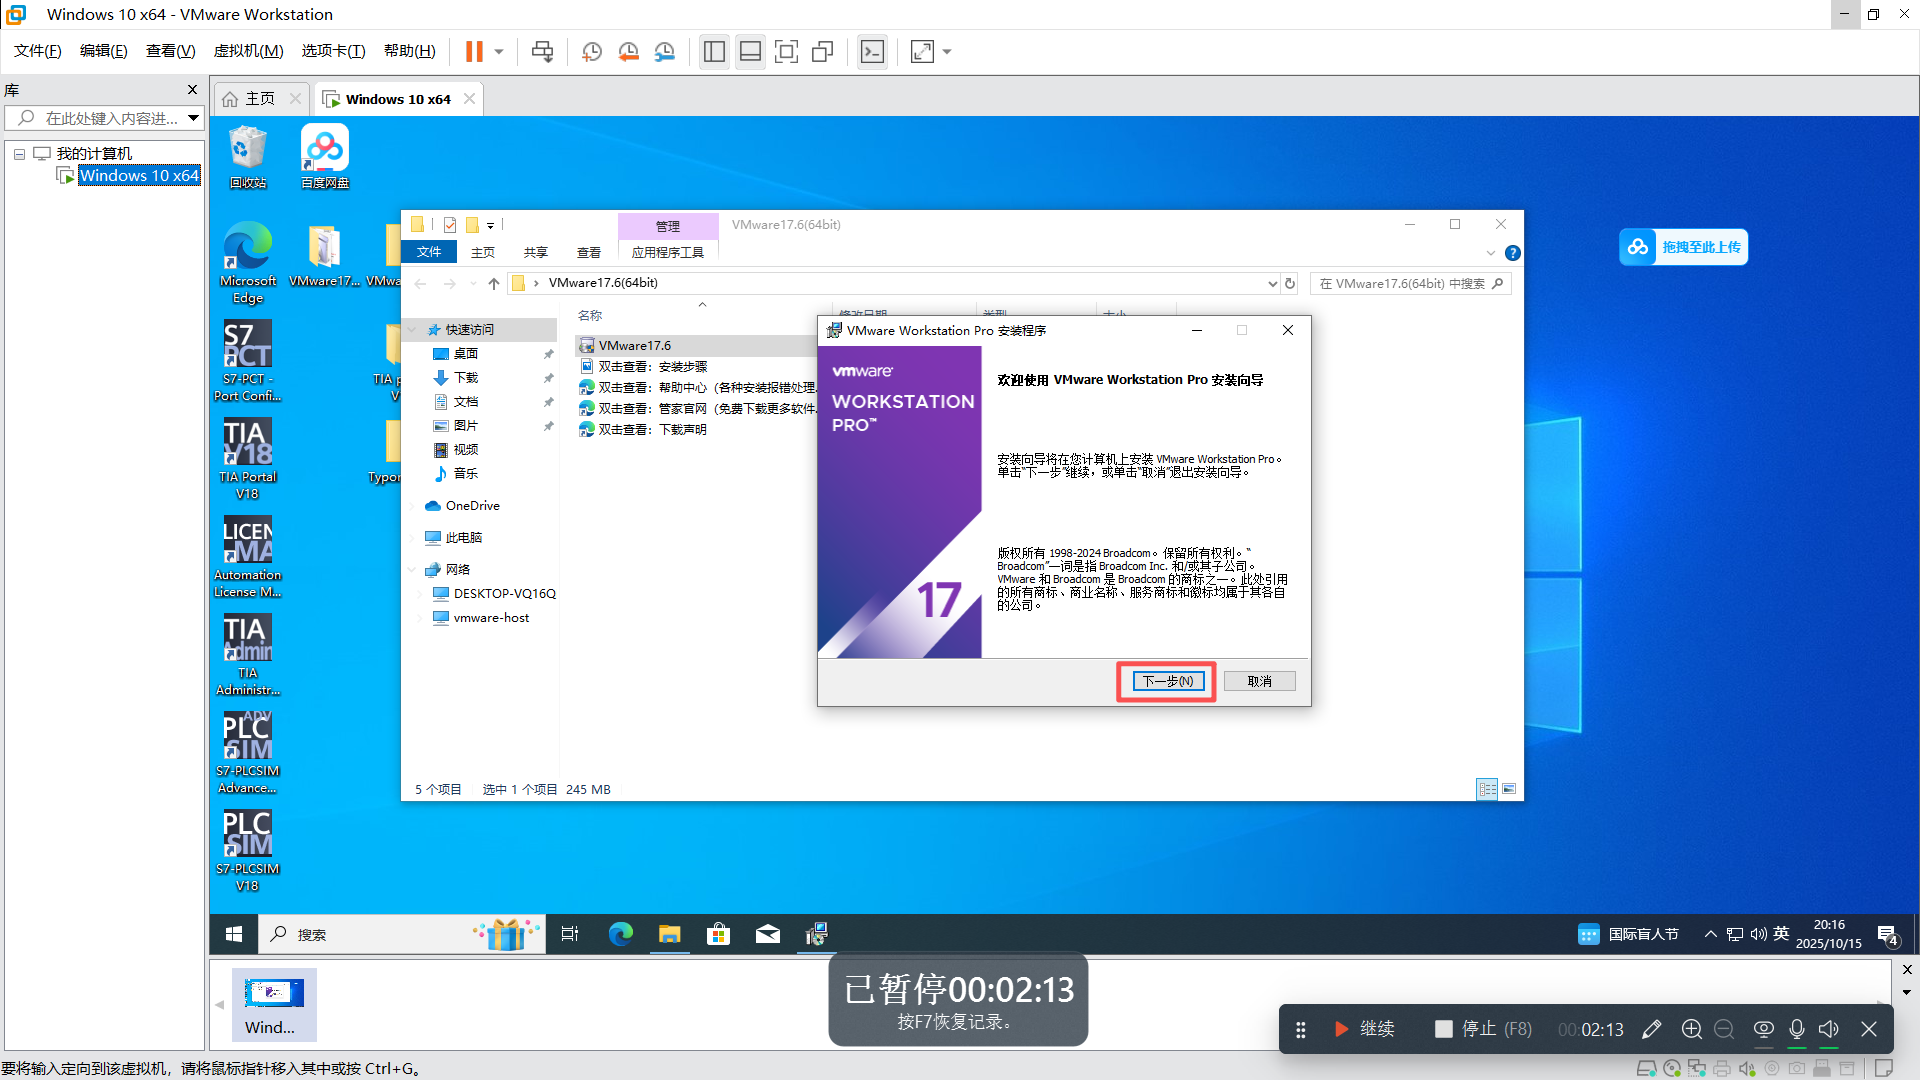 Windows 10 x64 - VMware Workstation
文件(F) 编辑(E) 查看(V) 虚拟机(M) 选项卡(T) 帮助(H)
库
在此处键入内容进...
我的计算机
Windows 10 x64
主页
Windows 10 x64
回收站
百度网盘
Microsoft Edge
VMware17...
VMwa
S7-PCT - Port Confi...
TIA p
V
TIA Portal V18
Typor
Automation License M...
TIA Administr...
S7-PLCSIM Advance...
S7-PLCSIM V18
拖拽至此上传
管理
VMware17.6(64bit)
文件 主页 共享 查看 应用程序工具
VMware17.6(64bit)
在 VMware17.6(64bit) 中搜索
快速访问
桌面
下载
文档
图片
视频
音乐
OneDrive
此电脑
网络
DESKTOP-VQ16Q
vmware-host
名称
VMware17.6
双击查看：安装步骤
双击查看：帮助中心（各种安装报错处理.
双击查看：管家官网（免费下载更多软件.
双击查看：下载声明
5 个项目 选中 1 个项目 245 MB
VMware Workstation Pro 安装程序
vmware
WORKSTATION
PRO™
17
欢迎使用 VMware Workstation Pro 安装向导
安装向导将在您计算机上安装 VMware Workstation Pro。
单击“下一步”继续，或单击“取消”退出安装向导。
版权所有 1998-2024 Broadcom。保留所有权利。“
Broadcom”一词是指 Broadcom Inc. 和/或其子公司。
VMware 和 Broadcom 是 Broadcom 的商标之一。此处引用
的所有商标、商业名称、服务商标和徽标均属于其各自
的公司。
下一步(N) 取消
搜索
国际盲人节
英
20:16
2025/10/15
4
Wind...
已暂停00:02:13
按F7恢复记录。
继续 停止 (F8) 00:02:13
要将输入定向到该虚拟机，请将鼠标指针移入其中或按 Ctrl+G。